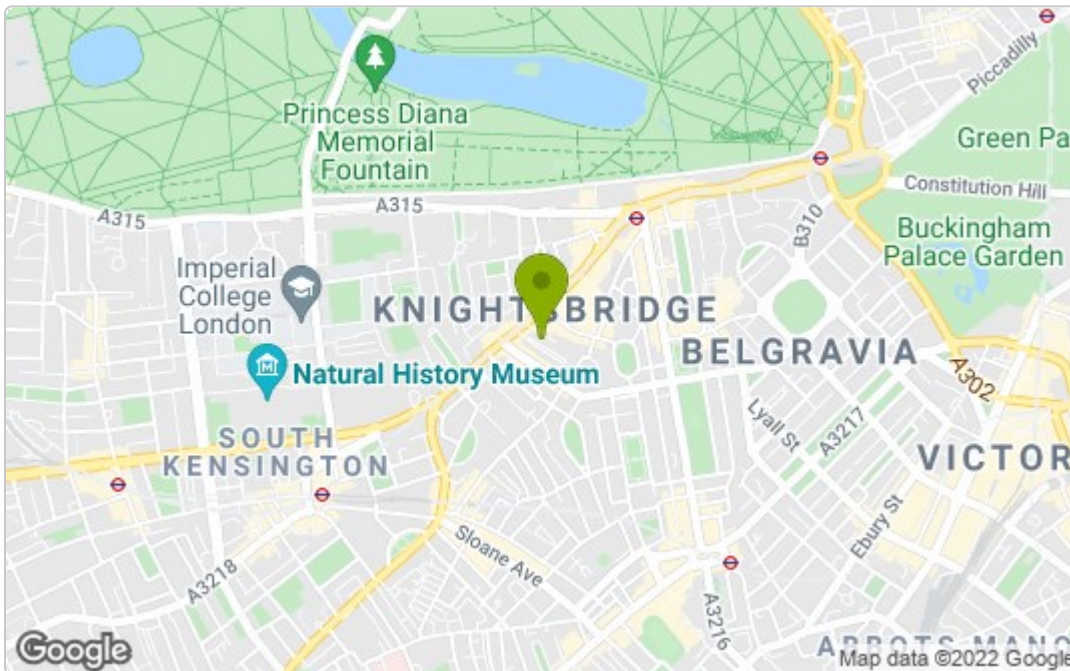 Piccadilly
Princess Diana
Memorial
Fountain
Green Pa
Constitution Hill
A315
A315
B310
Buckingham
Palace Garden
Imperial
College
London
KNIGHTSBRIDGE
BELGRAVIA
A302
Natural History Museum
Lyall St
A3217
SOUTH
KENSINGTON
VICTOR
Ebury St
Sloane Ave
A3218
A3216
ABBOTS MANO
Google
Map data ©2022 Google